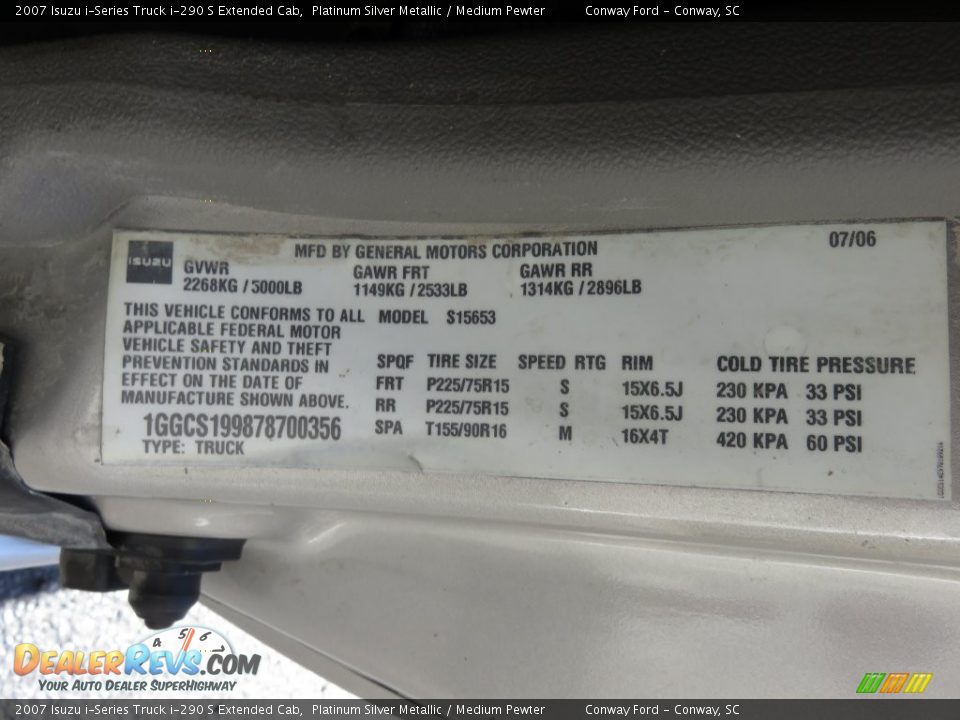 2007 Isuzu i-Series Truck i-290 S Extended Cab, Platinum Silver Metallic / Medium Pewter Conway Ford - Conway, SC
MFD BY GENERAL MOTORS CORPORATION 07/06
ISUZU
GVWR GAWR FRT GAWR RR
2268KG / 5000LB 1149KG / 2533LB 1314KG / 2896LB
THIS VEHICLE CONFORMS TO ALL
APPLICABLE FEDERAL MOTOR
VEHICLE SAFETY AND THEFT
PREVENTION STANDARDS IN
EFFECT ON THE DATE OF
MANUFACTURE SHOWN ABOVE.
1GGCS199878700356
TYPE: TRUCK
MODEL S15653
SPQF TIRE SIZE SPEED RTG RIM COLD TIRE PRESSURE
FRT P225/75R15 S 15X6.5J 230 KPA 33 PSI
RR P225/75R15 S 15X6.5J 230 KPA 33 PSI
SPA T155/90R16 M 16X4T 420 KPA 60 PSI
4 5 6
DEALERREVS.COM
YOUR AUTO DEALER SUPERHIGHWAY
2007 Isuzu i-Series Truck i-290 S Extended Cab, Platinum Silver Metallic / Medium Pewter Conway Ford - Conway, SC